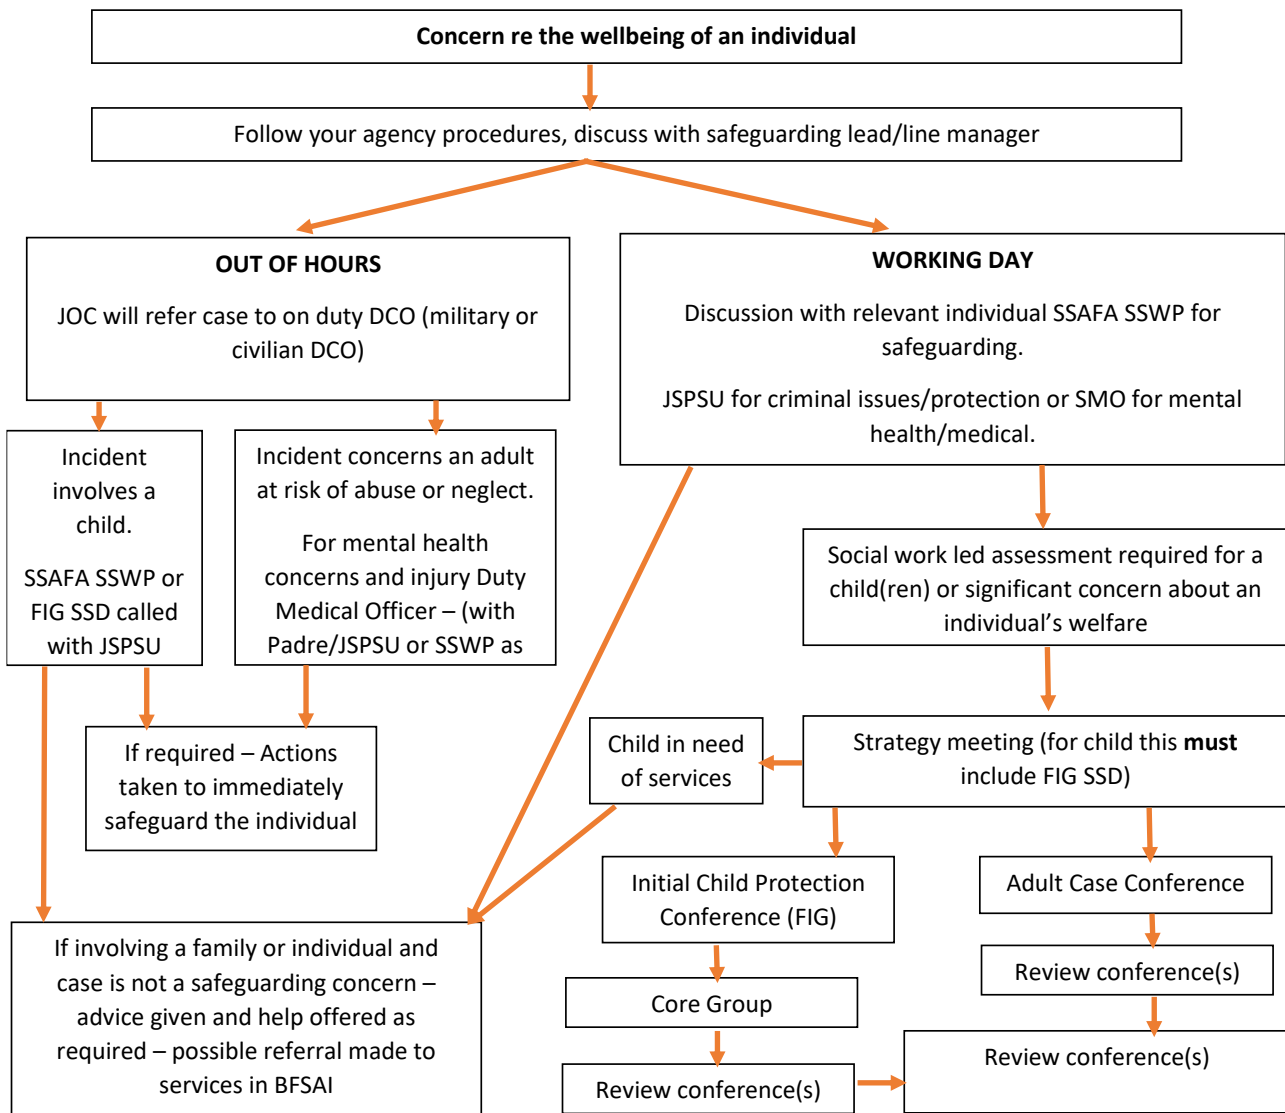 Concern re the wellbeing of an individual
Follow your agency procedures, discuss with safeguarding lead/line manager
OUT OF HOURS
JOC will refer case to on duty DCO (military or
civilian DCO)
WORKING DAY
Discussion with relevant individual SSAFA SSWP for
safeguarding.
JSPSU for criminal issues/protection or SMO for mental
health/medical.
Incident
involves a
child.
SSAFA SSWP or
FIG SSD called
with JSPSU
Incident concerns an adult
at risk of abuse or neglect.
For mental health
concerns and injury Duty
Medical Officer – (with
Padre/JSPSU or SSWP as
Social work led assessment required for a
child(ren) or significant concern about an
individual’s welfare
If required – Actions
taken to immediately
safeguard the individual
Child in need
of services
Strategy meeting (for child this must
include FIG SSD)
Initial Child Protection
Conference (FIG)
Adult Case Conference
If involving a family or individual and
case is not a safeguarding concern –
advice given and help offered as
required – possible referral made to
services in BFSAI
Core Group
Review conference(s)
Review conference(s)
Review conference(s)